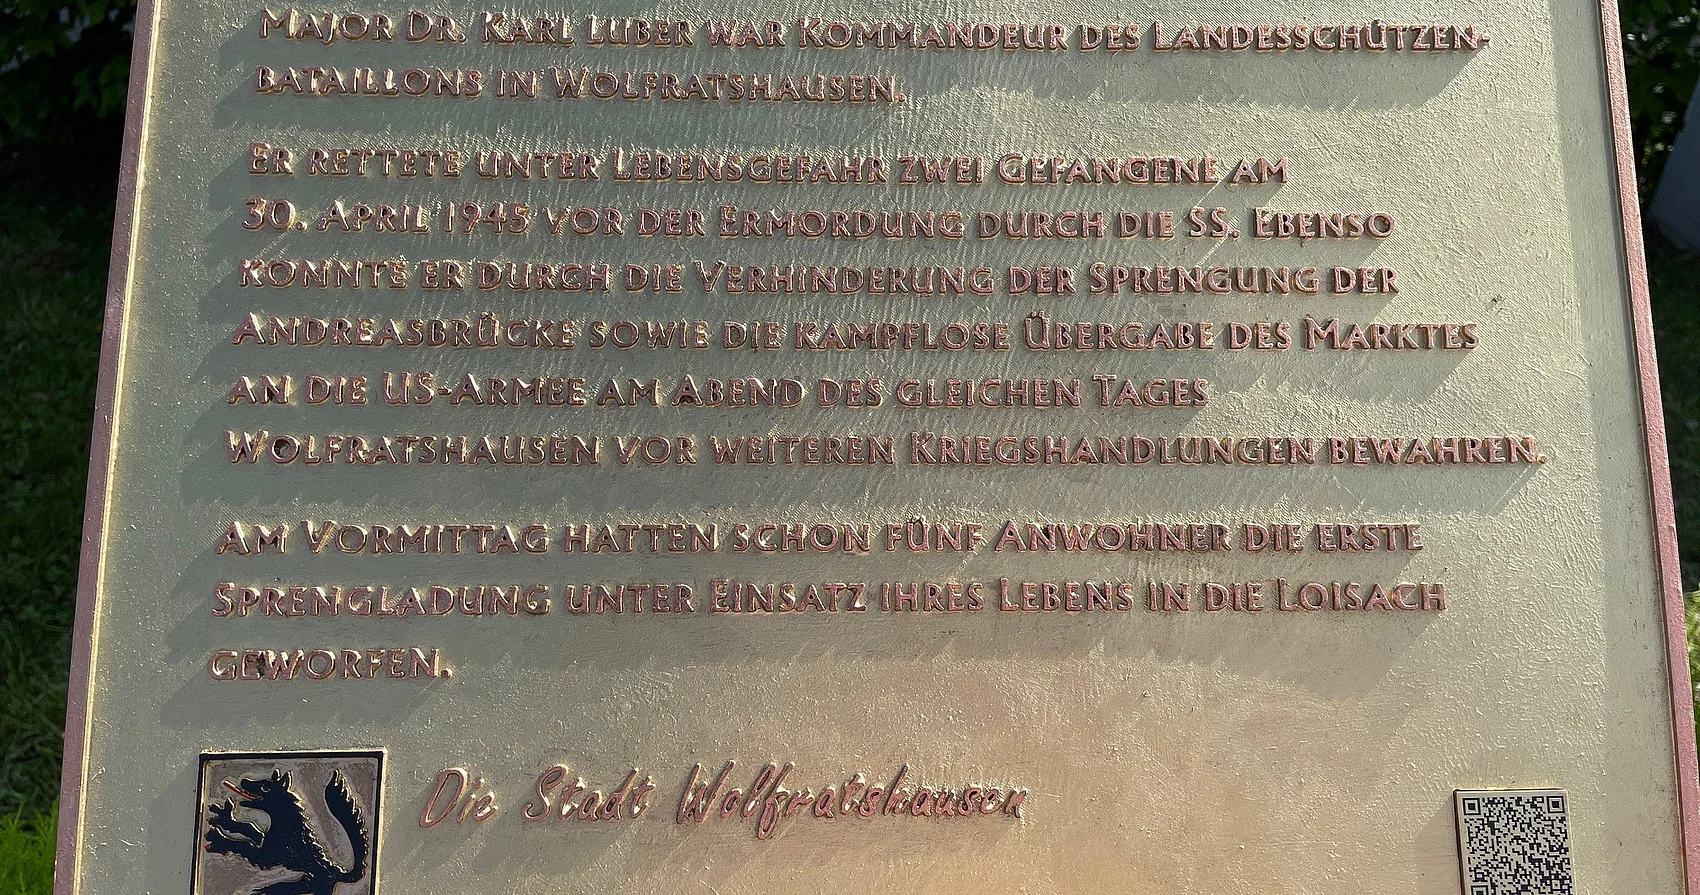 Major Dr. Karl Luber war Kommandeur des Landesschützen-
bataillons in Wolfratshausen.
Er rettete unter Lebensgefahr zwei Gefangene am
30. April 1945 vor der Ermordung durch die SS. Ebenso
konnte er durch die Verhinderung der Sprengung der
Andreasbrücke sowie die kampflose Übergabe des Marktes
an die US-Armee am Abend des gleichen Tages
Wolfratshausen vor weiteren Kriegshandlungen bewahren.
Am Vormittag hatten schon fünf Anwohner die erste
Sprengladung unter Einsatz ihres Lebens in die Loisach
geworfen.
Die Stadt Wolfratshausen